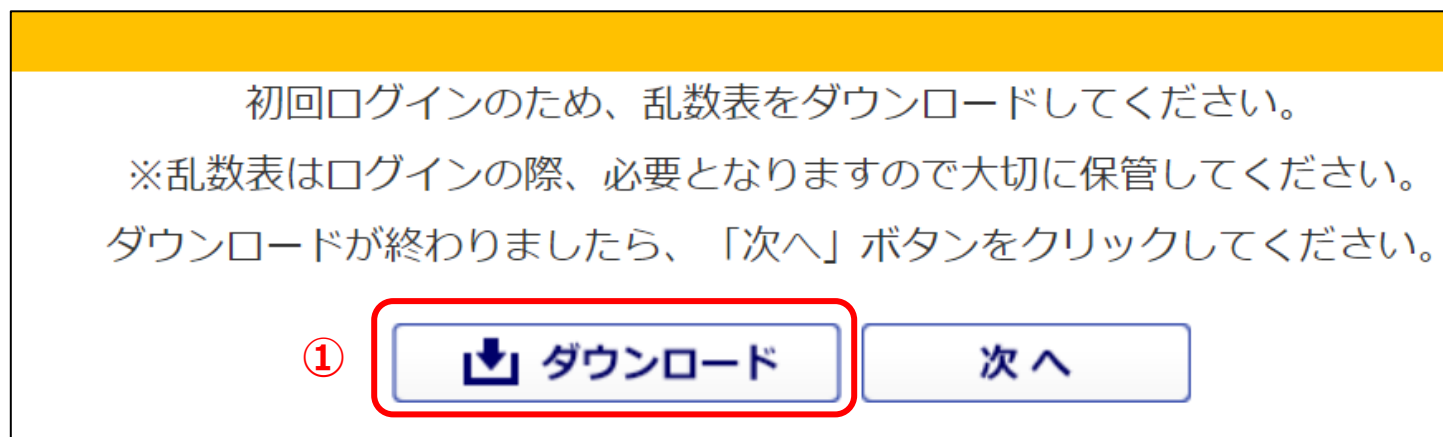 初回ログインのため、乱数表をダウンロードしてください。
※乱数表はログインの際、必要となりますので大切に保管してください。
ダウンロードが終わりましたら、「次へ」ボタンをクリックしてください。
① ダウンロード 次 へ